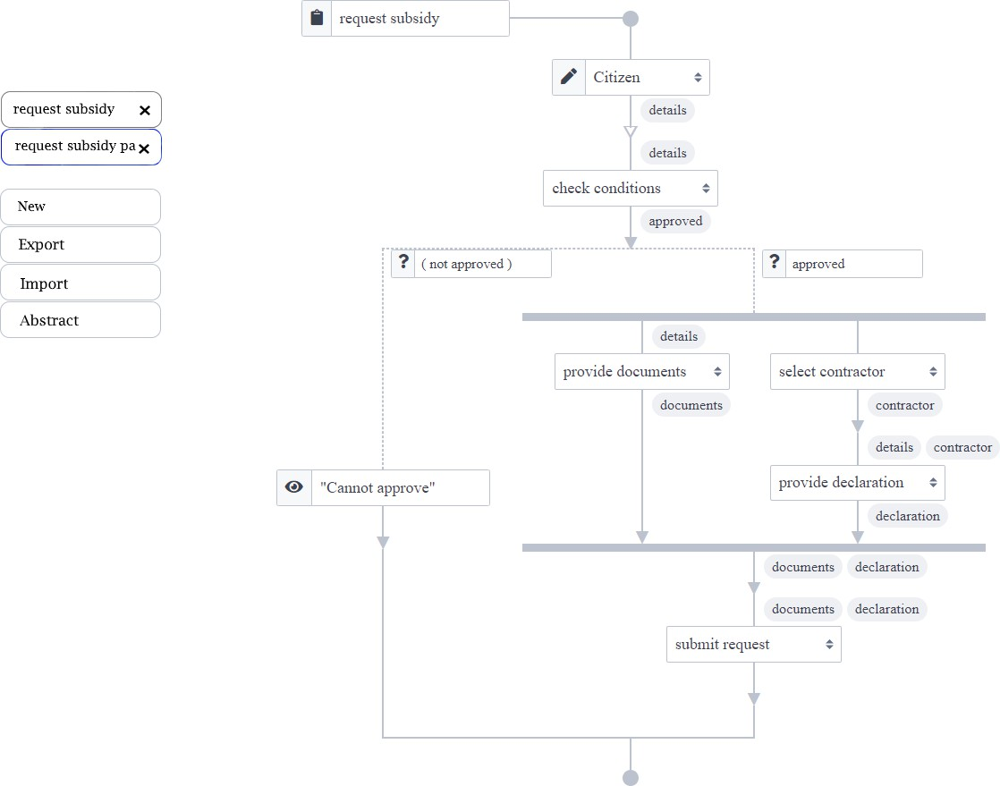 request subsidy
request subsidy
request subsidy pa
New
Export
Import
Abstract
Citizen
details
details
check conditions
approved
? ( not approved )
? approved
details
provide documents
select contractor
documents
contractor
details contractor
provide declaration
"Cannot approve"
declaration
documents declaration
documents declaration
submit request